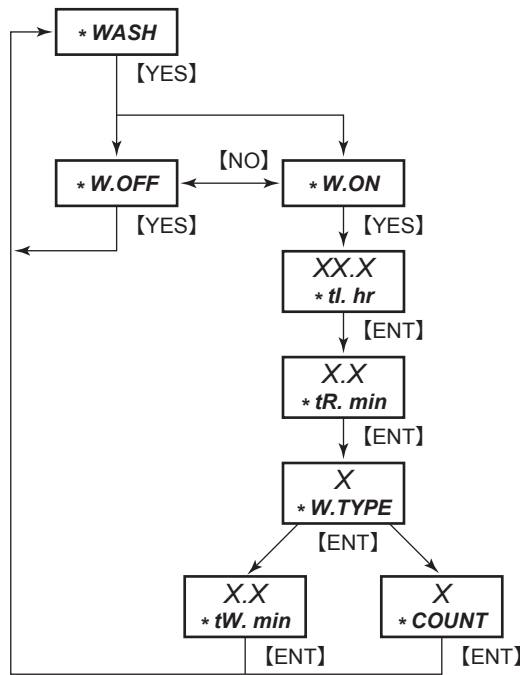 * WASH
【YES】
【NO】
* W.OFF
* W.ON
【YES】
【YES】
XX.X
* tI. hr
【ENT】
X.X
* tR. min
【ENT】
X
* W.TYPE
【ENT】
X.X
* tW. min
X
* COUNT
【ENT】
【ENT】